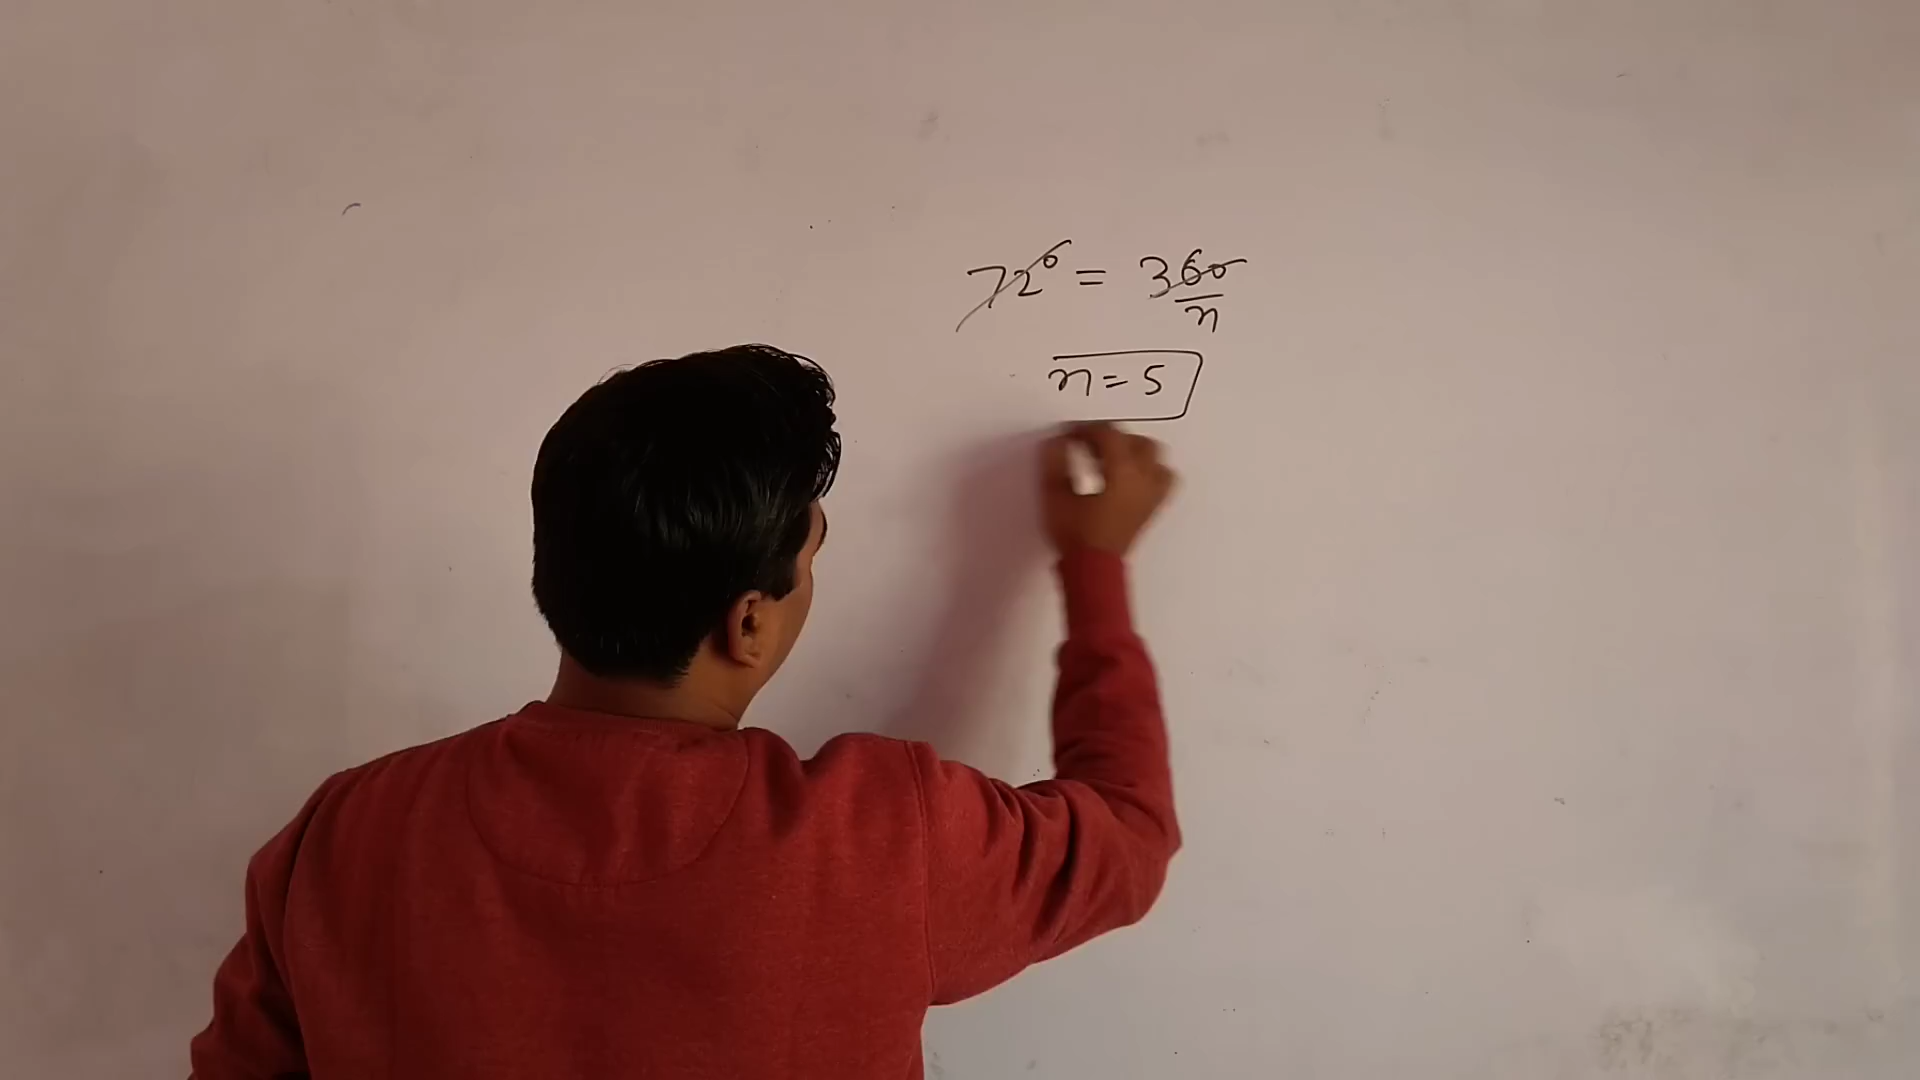 72° = 360/n
n = 5